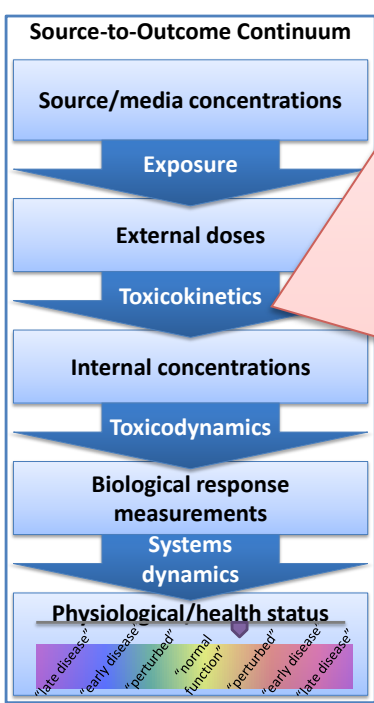 Source-to-Outcome Continuum
Source/media concentrations
Exposure
External doses
Toxicokinetics
Internal concentrations
Toxicodynamics
Biological response
measurements
Systems
dynamics
Physiological/health status
“late disease”
“early disease”
“perturbed”
“normal
function”
“perturbed”
“early disease”
“late disease”